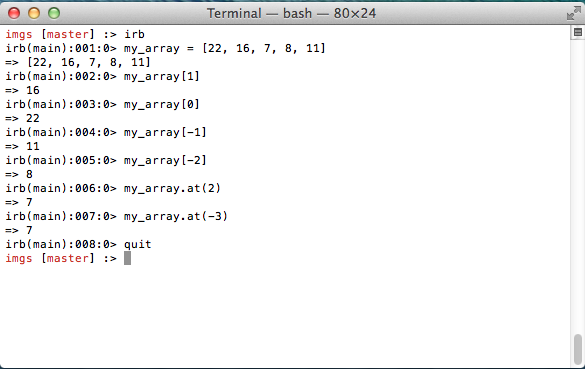 Terminal — bash — 80×24
imgs [master] :> irb
irb(main):001:0> my_array = [22, 16, 7, 8, 11]
=> [22, 16, 7, 8, 11]
irb(main):002:0> my_array[1]
=> 16
irb(main):003:0> my_array[0]
=> 22
irb(main):004:0> my_array[-1]
=> 11
irb(main):005:0> my_array[-2]
=> 8
irb(main):006:0> my_array.at(2)
=> 7
irb(main):007:0> my_array.at(-3)
=> 7
irb(main):008:0> quit
imgs [master] :>